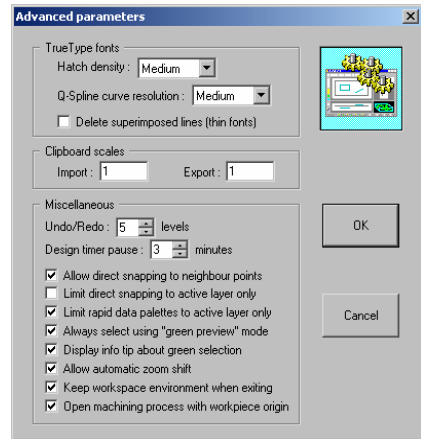 Advanced parameters
TrueType fonts
Hatch density : Medium
Q-Spline curve resolution : Medium
Delete superimposed lines (thin fonts)
Clipboard scales
Import : 1 Export : 1
Miscellaneous
Undo/Redo : 5 levels
Design timer pause : 3 minutes
Allow direct snapping to neighbour points
Limit direct snapping to active layer only
Limit rapid data palettes to active layer only
Always select using "green preview" mode
Display info tip about green selection
Allow automatic zoom shift
Keep workspace environment when exiting
Open machining process with workpiece origin
OK
Cancel